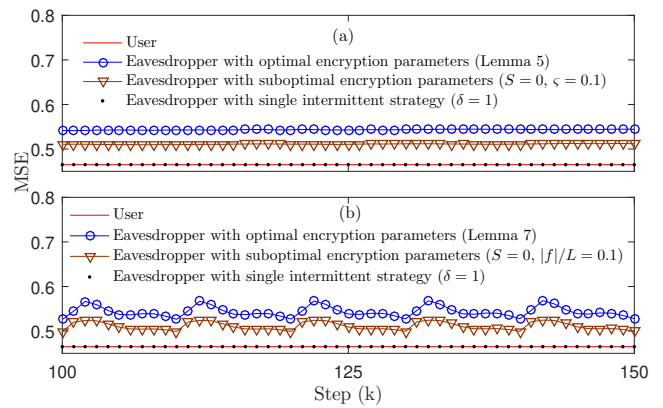 0.8
(a)
User
Eavesdropper with optimal encryption parameters (Lemma 5)
0.7
Eavesdropper with suboptimal encryption parameters (S = 0, ς = 0.1)
Eavesdropper with single intermittent strategy (δ = 1)
0.6
0.5
MSE
0.8
(b)
User
Eavesdropper with optimal encryption parameters (Lemma 7)
0.7
Eavesdropper with suboptimal encryption parameters (S = 0, |f|/L = 0.1)
Eavesdropper with single intermittent strategy (δ = 1)
0.6
0.5
100 125 150
Step (k)